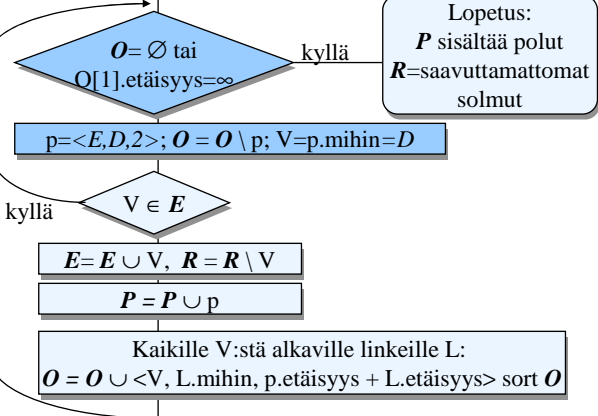 Lopetus:
P sisältää polut
R=saavuttamattomat
solmut
O= ∅ tai
O[1].etäisyys=∞
kyllä
p=<E,D,2>; O = O \ p; V=p.mihin=D
V ∈ E
kyllä
E= E ∪ V, R = R \ V
P = P ∪ p
Kaikille V:stä alkaville linkeille L:
O = O ∪ <V, L.mihin, p.etäisyys + L.etäisyys> sort O